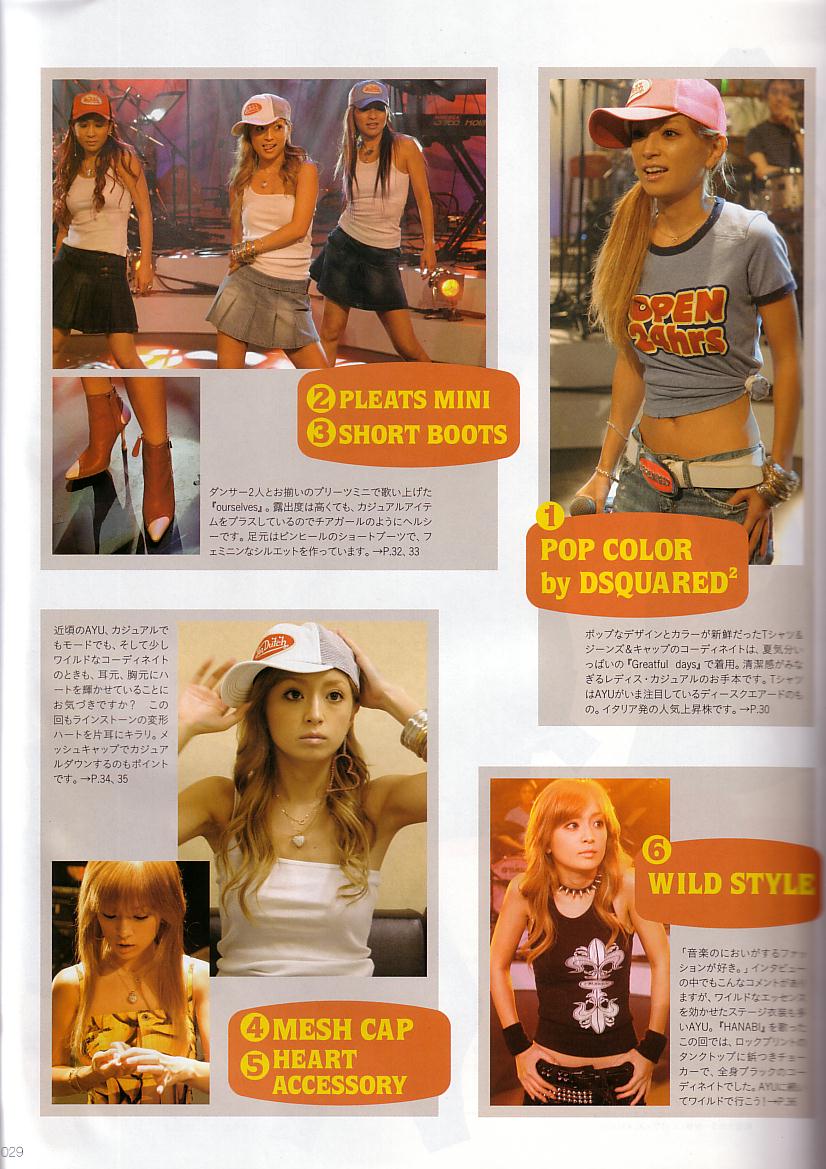 ② PLEATS MINI
③ SHORT BOOTS
ダンサー2人とお揃いのプリーツミニで歌い上げた
『ourselves』。露出度は高くても、カジュアルアイテ
ムをプラスしているのでチアガールのようにヘルシ
ーです。足元はピンヒールのショートブーツで、フ
ェミニンなシルエットを作っています。→P.32、33
OPEN
24hrs
①
POP COLOR
by DSQUARED²
ポップなデザインとカラーが新鮮だったTシャツ&
ジーンズ&キャップのコーディネイトは、夏気分い
っぱいの『Greatful days』で着用。清潔感がみな
ぎるレディス・カジュアルのお手本です。Tシャツ
はAYUがいま注目しているディースクエアードのも
の。イタリア発の人気上昇株です。→P.30
近頃のAYU、カジュアルで
もモードでも、そして少し
ワイルドなコーディネイト
のときも、耳元、胸元にハ
ートを輝かせていることに
お気づきですか？ この
回もラインストーンの変形
ハートを片耳にキラリ。メ
ッシュキャップでカジュア
ルダウンするのもポイント
です。→P.34、35
Von Dutch
④ MESH CAP
⑤ HEART
ACCESSORY
⑥
WILD STYLE
「音楽のにおいがするファッ
ションが好き。」インタビュー
の中でもこんなコメントがあり
ますが、ワイルドなエッセンス
を効かせたステージ衣装も多
いAYU。『HANABI』を歌った
この回では、ロックプリントの
タンクトップに鋲つきチョー
カーで、全身ブラックのコー
ディネイトでした。AYUに続い
てワイルドで行こう！→P.36
029